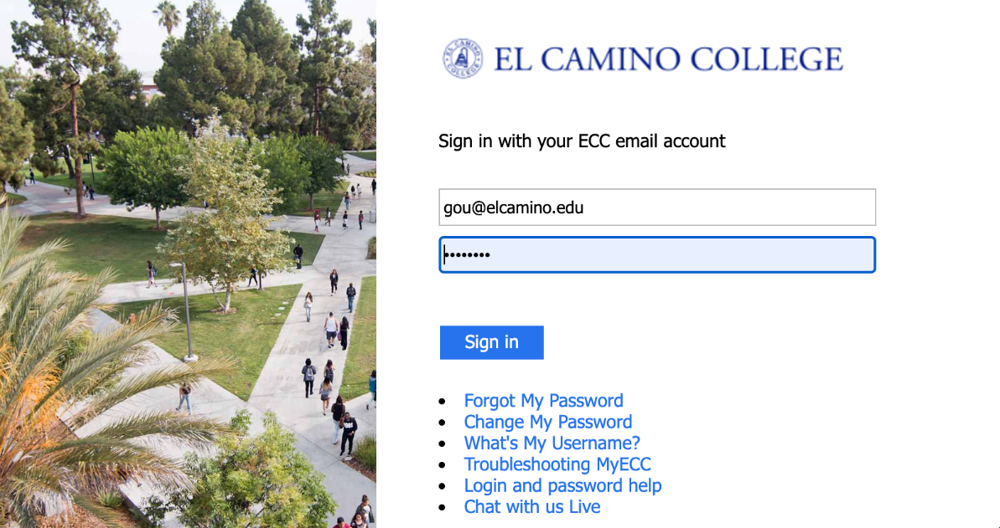 EL CAMINO COLLEGE
Sign in with your ECC email account
gou@elcamino.edu
••••••••
Sign in
Forgot My Password
Change My Password
What's My Username?
Troubleshooting MyECC
Login and password help
Chat with us Live